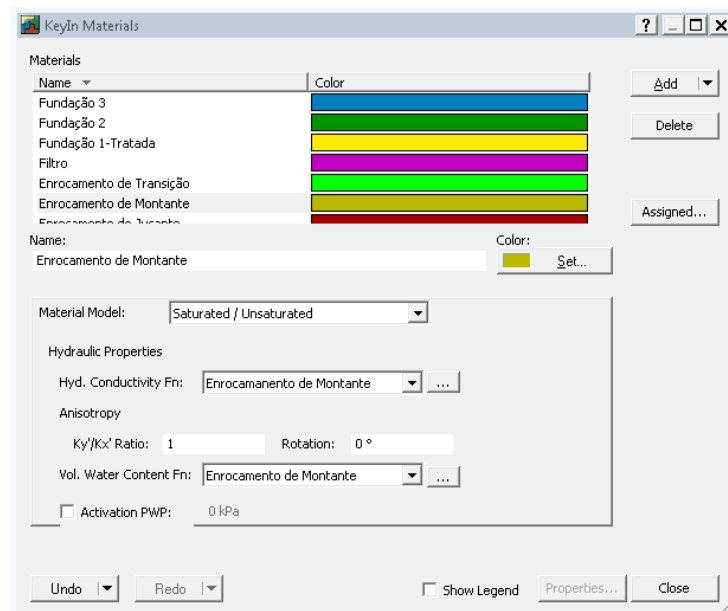 KeyIn Materials
Materials
Name Color
Fundação 3
Fundação 2
Fundação 1-Tratada
Filtro
Enrocamento de Transição
Enrocamento de Montante
Enrocamento de Jusante
Add
Delete
Assigned...
Name: Color:
Enrocamento de Montante Set...
Material Model: Saturated / Unsaturated
Hydraulic Properties
Hyd. Conductivity Fn: Enrocamanento de Montante ...
Anisotropy
Ky'/Kx' Ratio: 1 Rotation: 0 °
Vol. Water Content Fn: Enrocamento de Montante ...
Activation PWP: 0 kPa
Undo Redo Show Legend Properties... Close